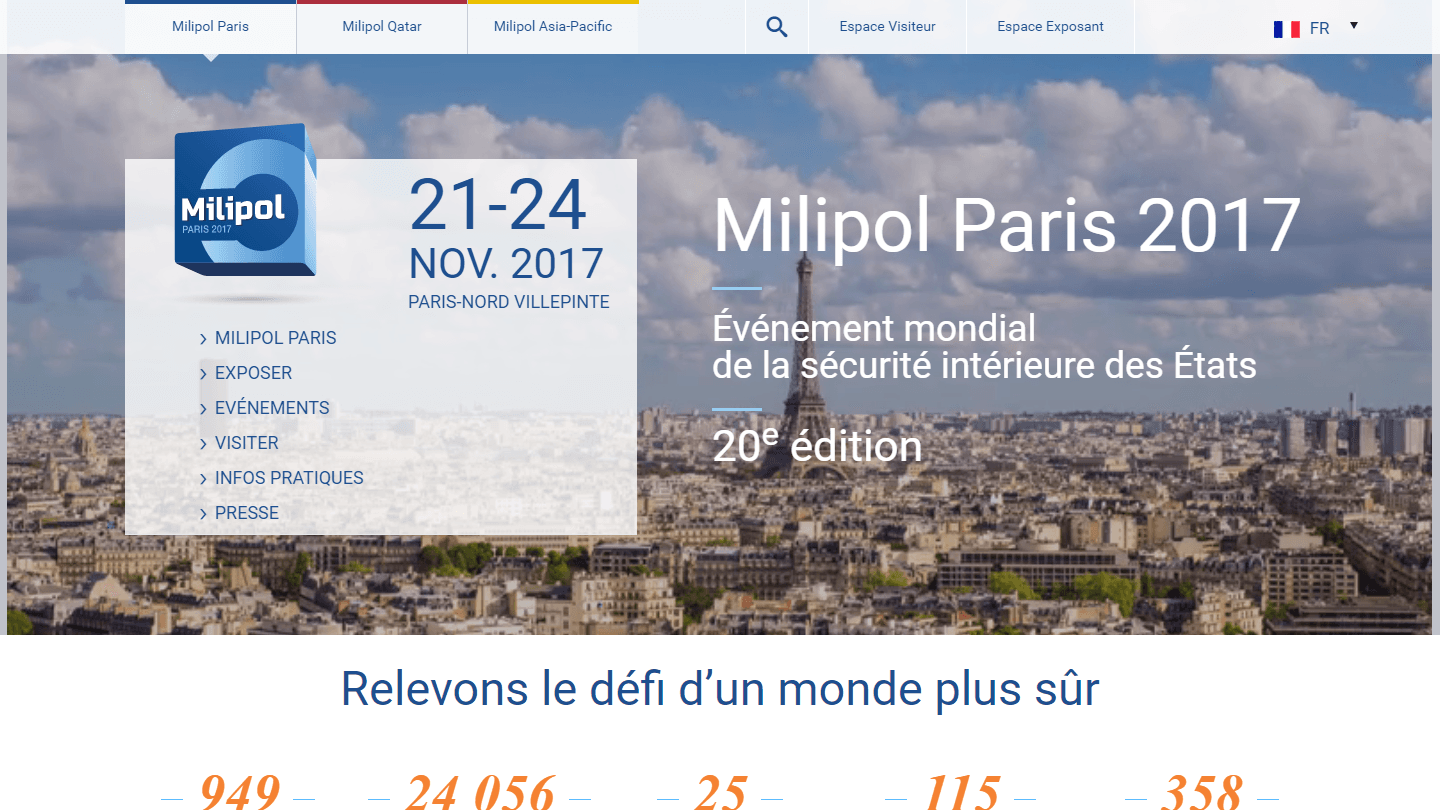 Milipol Paris
Milipol Qatar
Milipol Asia-Pacific
Espace Visiteur
Espace Exposant
FR
Milipol
PARIS 2017
21-24
NOV. 2017
PARIS-NORD VILLEPINTE
› MILIPOL PARIS
› EXPOSER
› EVÉNEMENTS
› VISITER
› INFOS PRATIQUES
› PRESSE
Milipol Paris 2017
Événement mondial
de la sécurité intérieure des États
20e édition
Relevons le défi d’un monde plus sûr
– 949 –
– 24 056 –
– 25 –
– 115 –
– 358 –